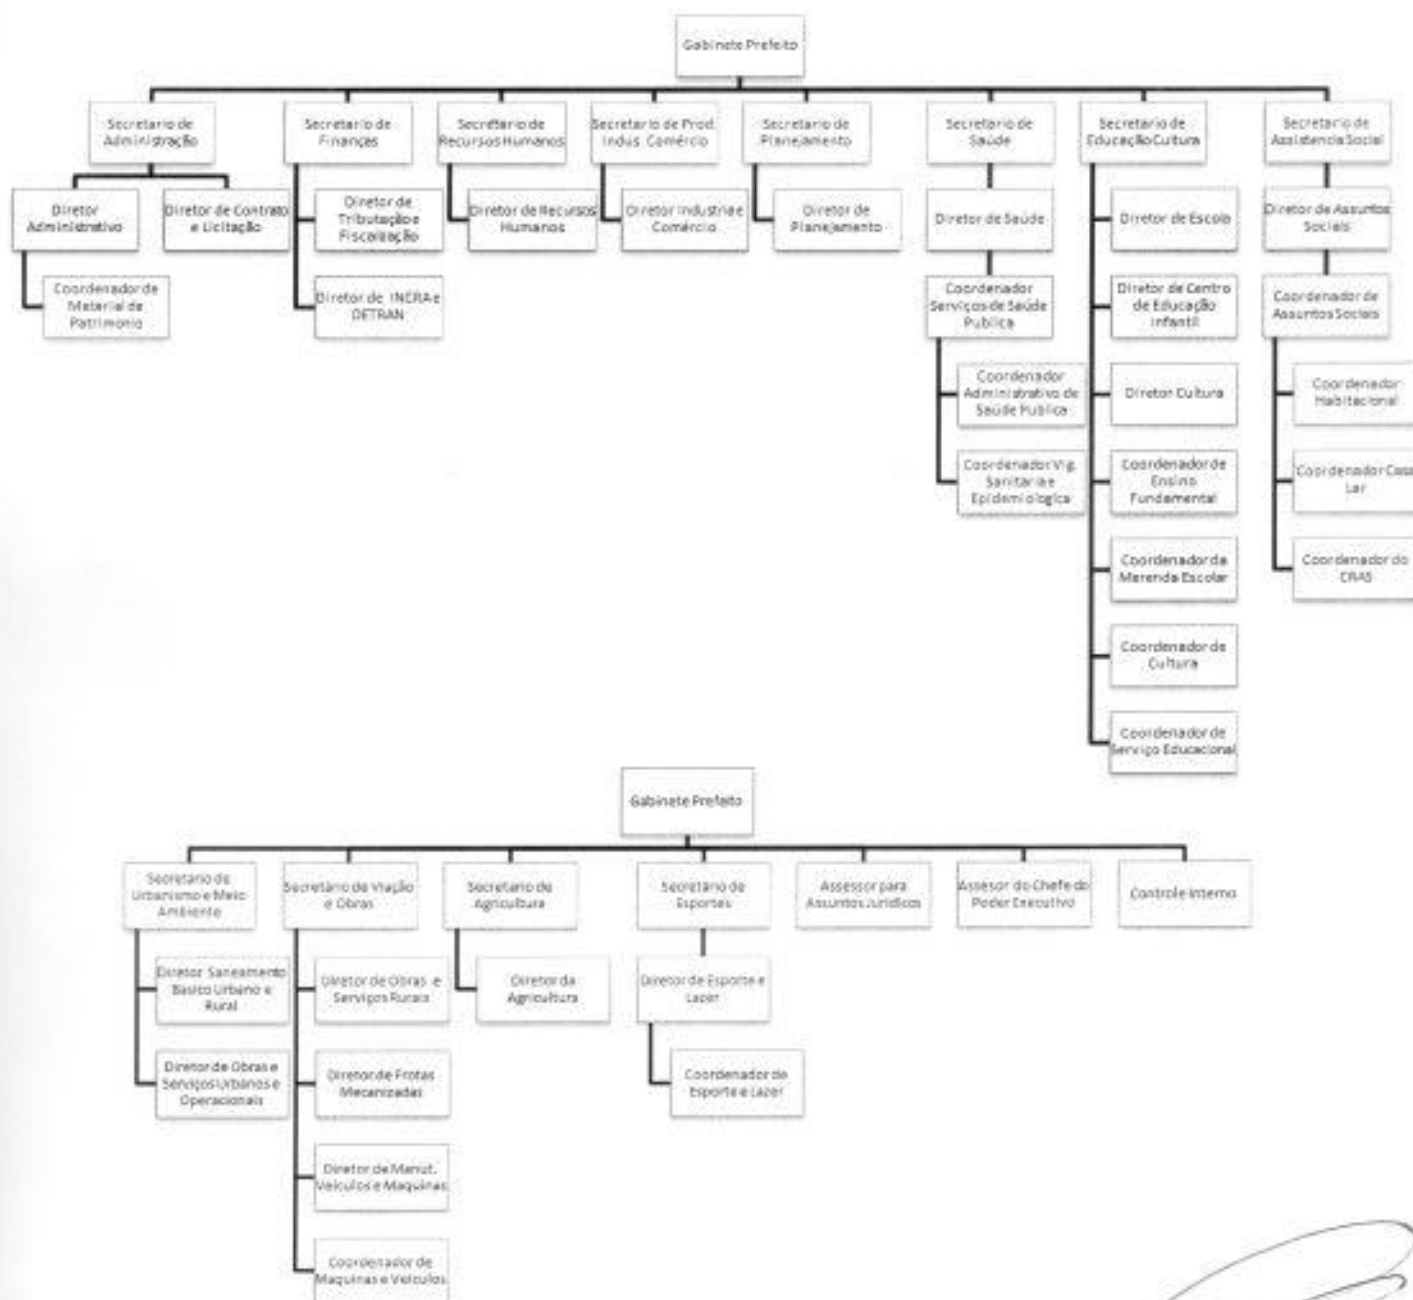 Gabinete Prefeito
Secretario de
Administração
Secretario de
Finanças
Secretario de
Recursos Humanos
Secretario de Prod.
Indus. Comércio
Secretario de
Planejamento
Secretario de
Saúde
Secretario de
Educação Cultura
Secretario de
Assistencia Social
Diretor
Administrativo
Diretor de Contrato
e Licitação
Diretor de
Tributação e
Fiscalização
Diretor de Recursos
Humanos
Diretor Industria e
Comércio
Diretor de
Planejamento
Diretor de Saúde
Diretor de Escola
Diretor de Assuntos
Sociais
Coordenador de
Material de
Patrimonio
Diretor de INCRA e
DETRAN
Coordenador
Serviços de Saúde
Publica
Diretor de Centro
de Educação
Infantil
Coordenador de
Assuntos Sociais
Coordenador
Administrativo de
Saúde Publica
Diretor Cultura
Coordenador
Habitacional
Coordenador Vig.
Sanitaria e
Epidemiologica
Coordenador de
Ensino
Fundamental
Coordenador Casa
Lar
Coordenador da
Merenda Escolar
Coordenador do
CRAS
Coordenador de
Cultura
Coordenador de
Serviço Educacional
Gabinete Prefeito
Secretario de
Urbanismo e Meio
Ambiente
Secretario de Viação
e Obras
Secretario de
Agricultura
Secretario de
Esportes
Assessor para
Assuntos Juridicos
Assesor do Chefe do
Poder Executivo
Controle Interno
Diretor Saneamento
Basico Urbano e
Rural
Diretor de Obras e
Serviços Rurais
Diretor da
Agricultura
Diretor de Esporte e
Lazer
Diretor de Obras e
Serviços Urbanos e
Operacionais
Diretor de Frotas
Mecanizadas
Coordenador de
Esporte e Lazer
Diretor de Manut.
Veiculos e Maquinas
Coordenador de
Maquinas e Veiculos